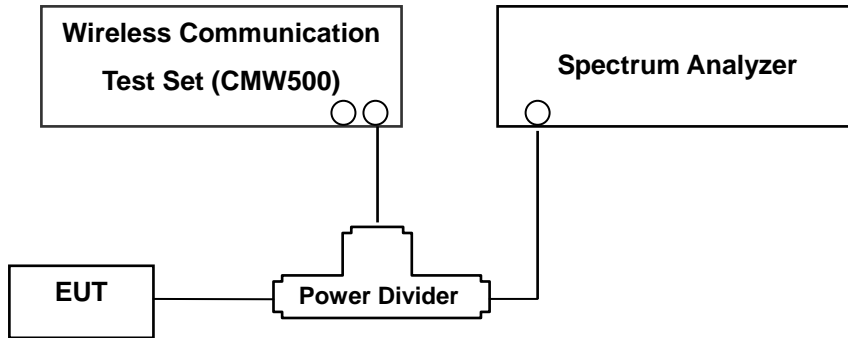 Wireless Communication
Test Set (CMW500)
Spectrum Analyzer
EUT
Power Divider